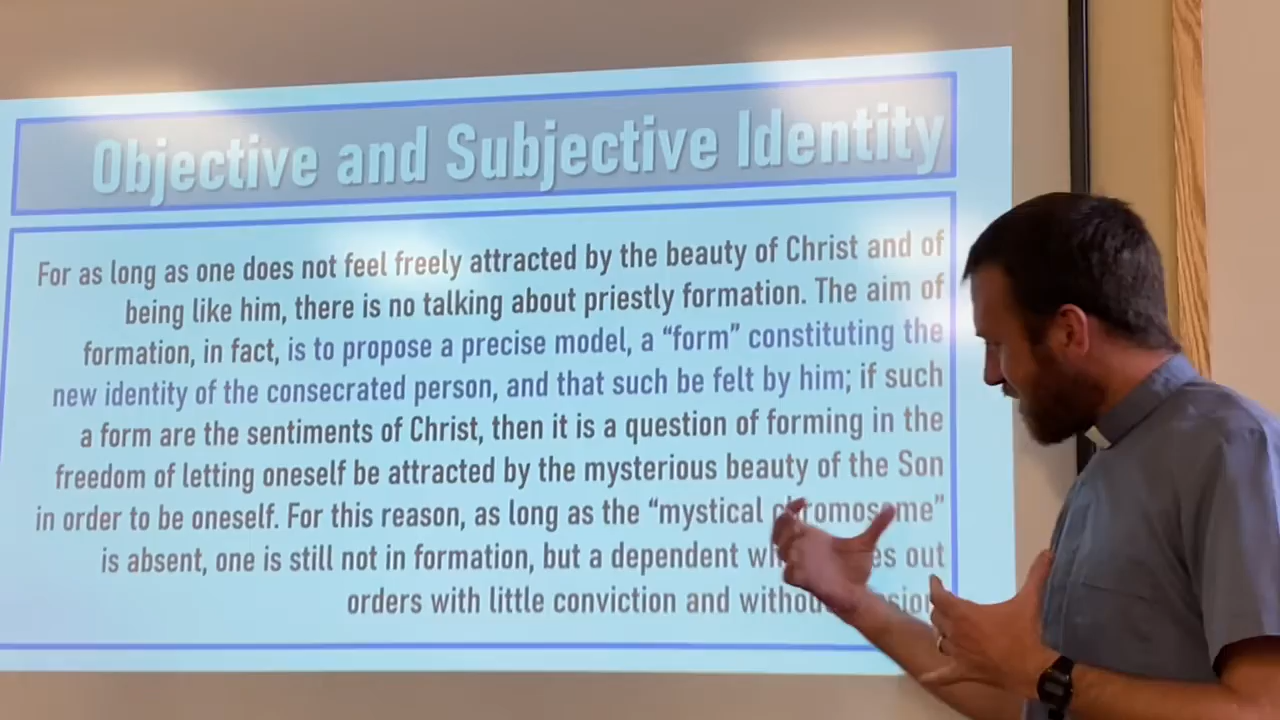 Objective and Subjective Identity
For as long as one does not feel freely attracted by the beauty of Christ and of
being like him, there is no talking about priestly formation. The aim of
formation, in fact, is to propose a precise model, a “form” constituting the
new identity of the consecrated person, and that such be felt by him; if such
a form are the sentiments of Christ, then it is a question of forming in the
freedom of letting oneself be attracted by the mysterious beauty of the Son
in order to be oneself. For this reason, as long as the “mystical chromosome”
is absent, one is still not in formation, but a dependent out
orders with little conviction and without